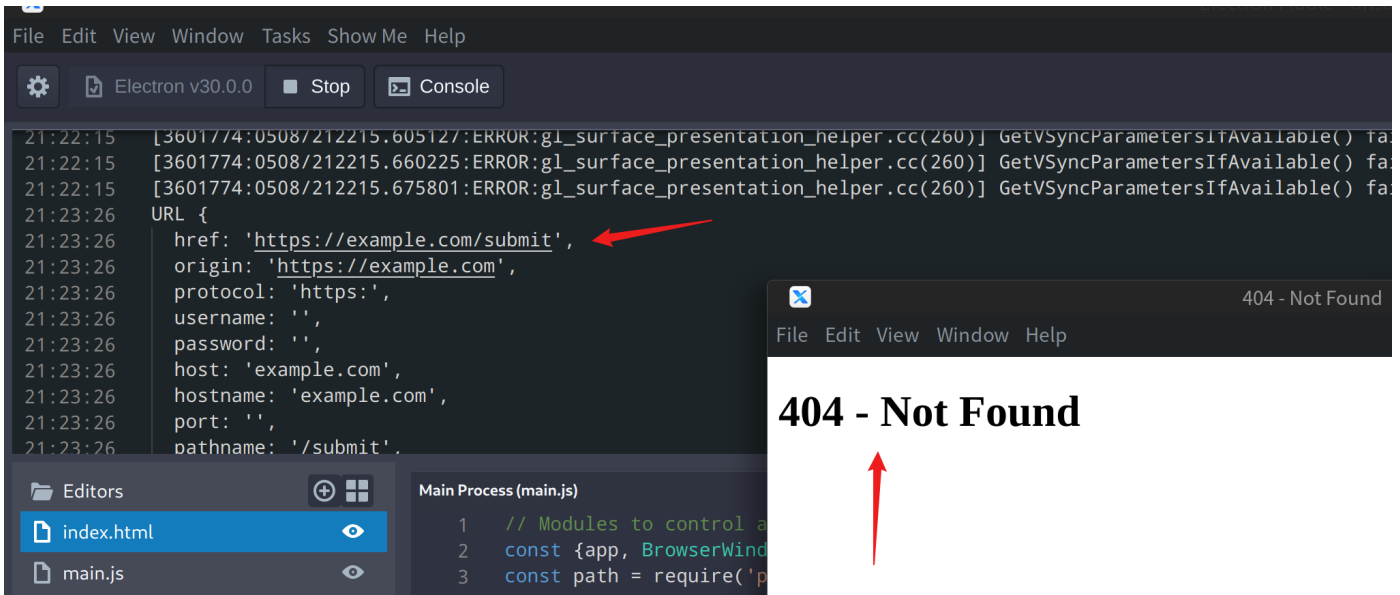 File Edit View Window Tasks Show Me Help
Electron v30.0.0 Stop Console
21:22:15 [3601774:0508/212215.605127:ERROR:gl_surface_presentation_helper.cc(260)] GetVSyncParametersIfAvailable() fai
21:22:15 [3601774:0508/212215.660225:ERROR:gl_surface_presentation_helper.cc(260)] GetVSyncParametersIfAvailable() fai
21:22:15 [3601774:0508/212215.675801:ERROR:gl_surface_presentation_helper.cc(260)] GetVSyncParametersIfAvailable() fai
21:23:26 URL {
21:23:26 href: 'https://example.com/submit',
21:23:26 origin: 'https://example.com',
21:23:26 protocol: 'https:',
21:23:26 username: '',
21:23:26 password: '',
21:23:26 host: 'example.com',
21:23:26 hostname: 'example.com',
21:23:26 port: '',
21:23:26 pathname: '/submit',
404 - Not Found
File Edit View Window Help
404 - Not Found
Editors
index.html
main.js
Main Process (main.js)
1 // Modules to control a
2 const {app, BrowserWind
3 const path = require('p